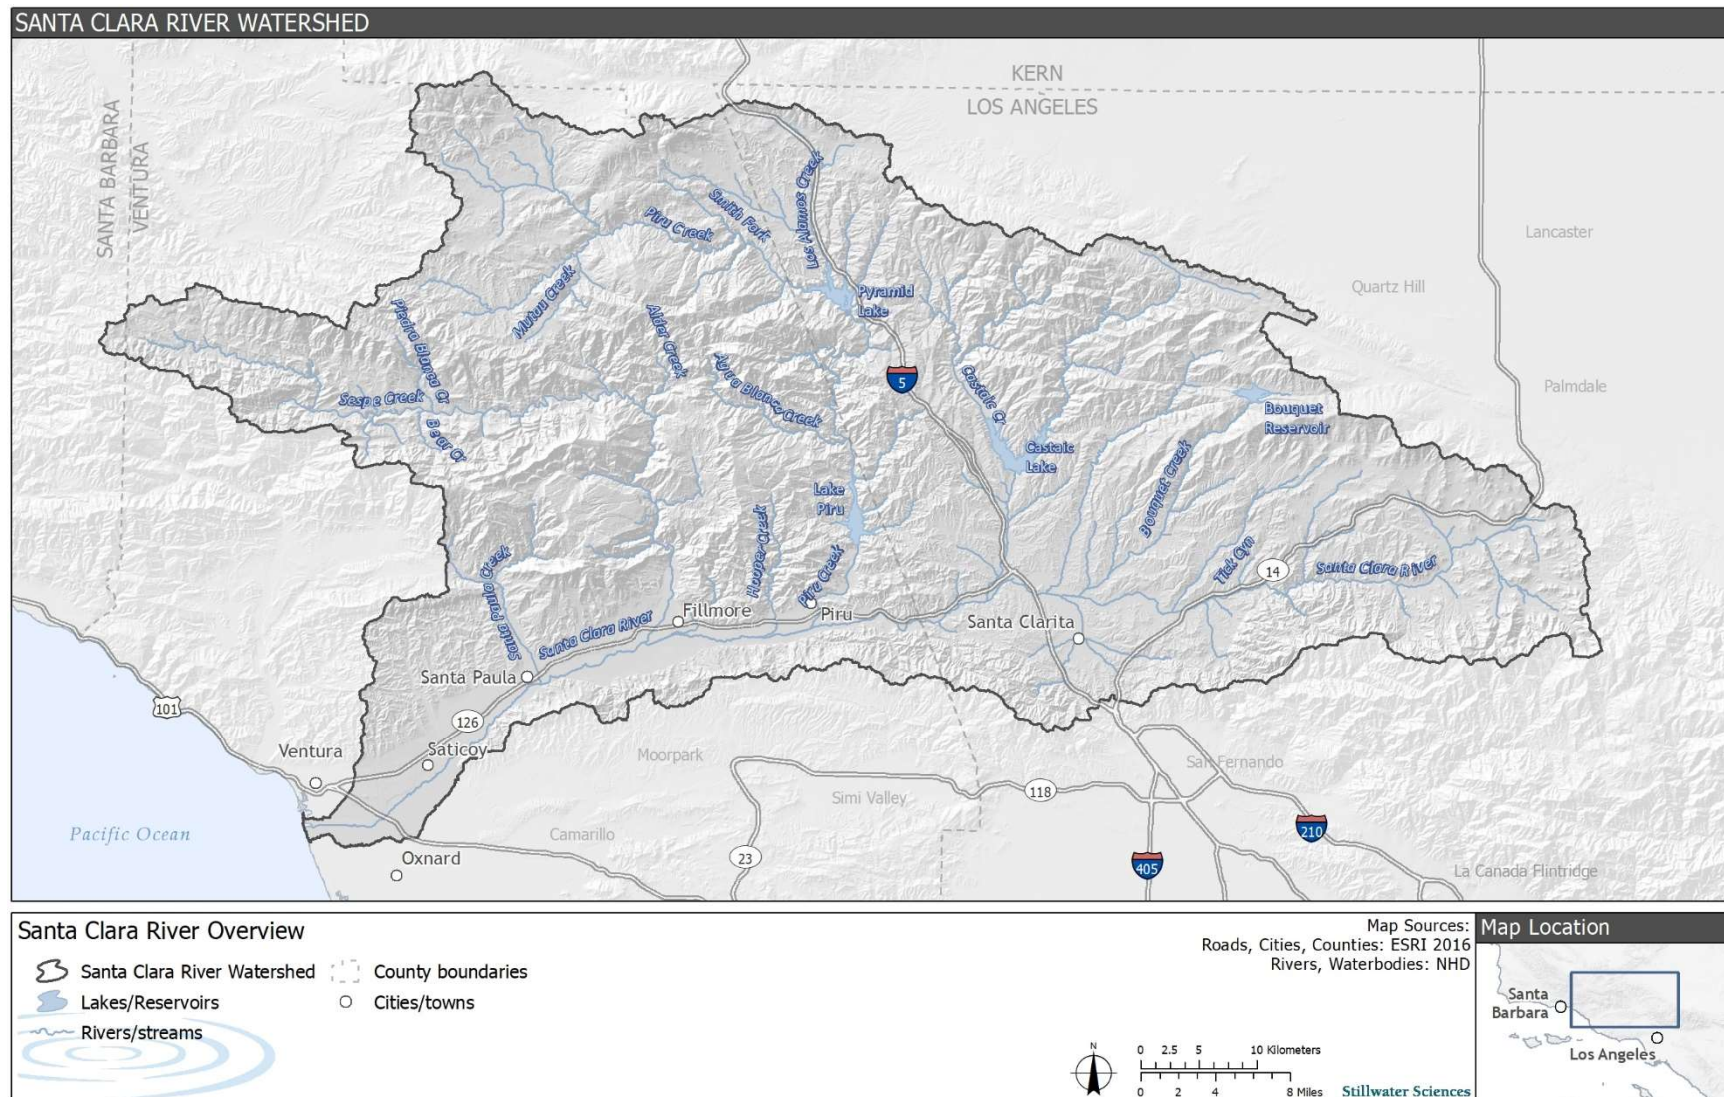 SANTA CLARA RIVER WATERSHED
KERN
LOS ANGELES
SANTA BARBARA
VENTURA
Los Alamos Creek
Smith Fork
Piru Creek
Lancaster
Mutuu Creek
Pyramid
Lake
Quartz Hill
Piedra Blanca Cr
Alder Creek
5
Agua Blanca Creek
Castaic Cr
Palmdale
Sespe Creek
Bear Cr
Bouquet
Reservoir
Castaic
Lake
Bouquet Creek
Lake
Piru
Hopper Creek
Santa Paula Creek
Piru Creek
Tick Cyn
14
Santa Clara River
Fillmore
Piru
Santa Clarita
Santa Clara River
Santa Paula
101
126
Ventura
Saticoy
Moorpark
San Fernando
Simi Valley
118
Pacific Ocean
Camarillo
210
Oxnard
23
405
La Canada Flintridge
Santa Clara River Overview
Santa Clara River Watershed
County boundaries
Lakes/Reservoirs
Cities/towns
Rivers/streams
Map Sources:
Roads, Cities, Counties: ESRI 2016
Rivers, Waterbodies: NHD
N
0 2.5 5 10 Kilometers
0 2 4 8 Miles
Stillwater Sciences
Map Location
Santa
Barbara
Los Angeles